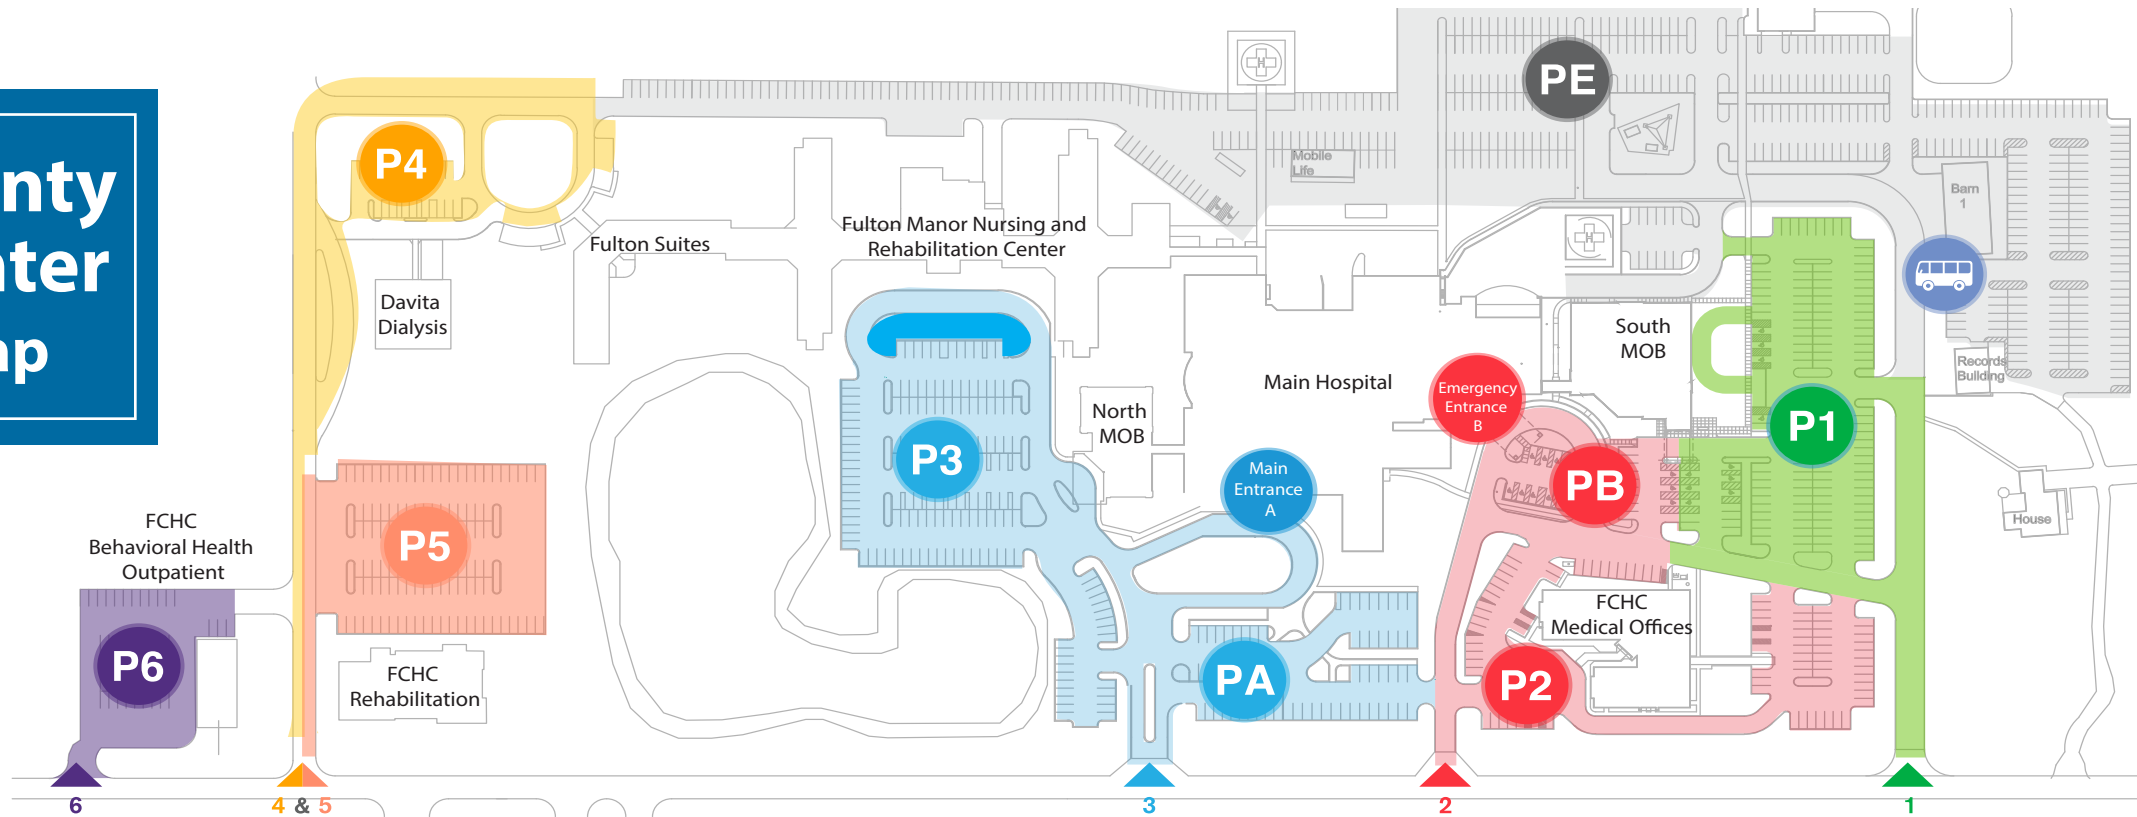 nty
nter
ap
PE
P4
Mobile
Life
Barn
1
Fulton Suites
Fulton Manor Nursing and
Rehabilitation Center
Davita
Dialysis
South
MOB
Records
Building
Main Hospital
Emergency
Entrance
B
North
MOB
P1
P3
Main
Entrance
A
PB
House
FCHC
Behavioral Health
Outpatient
P5
FCHC
Medical Offices
P6
FCHC
Rehabilitation
PA
P2
6
4 & 5
3
2
1